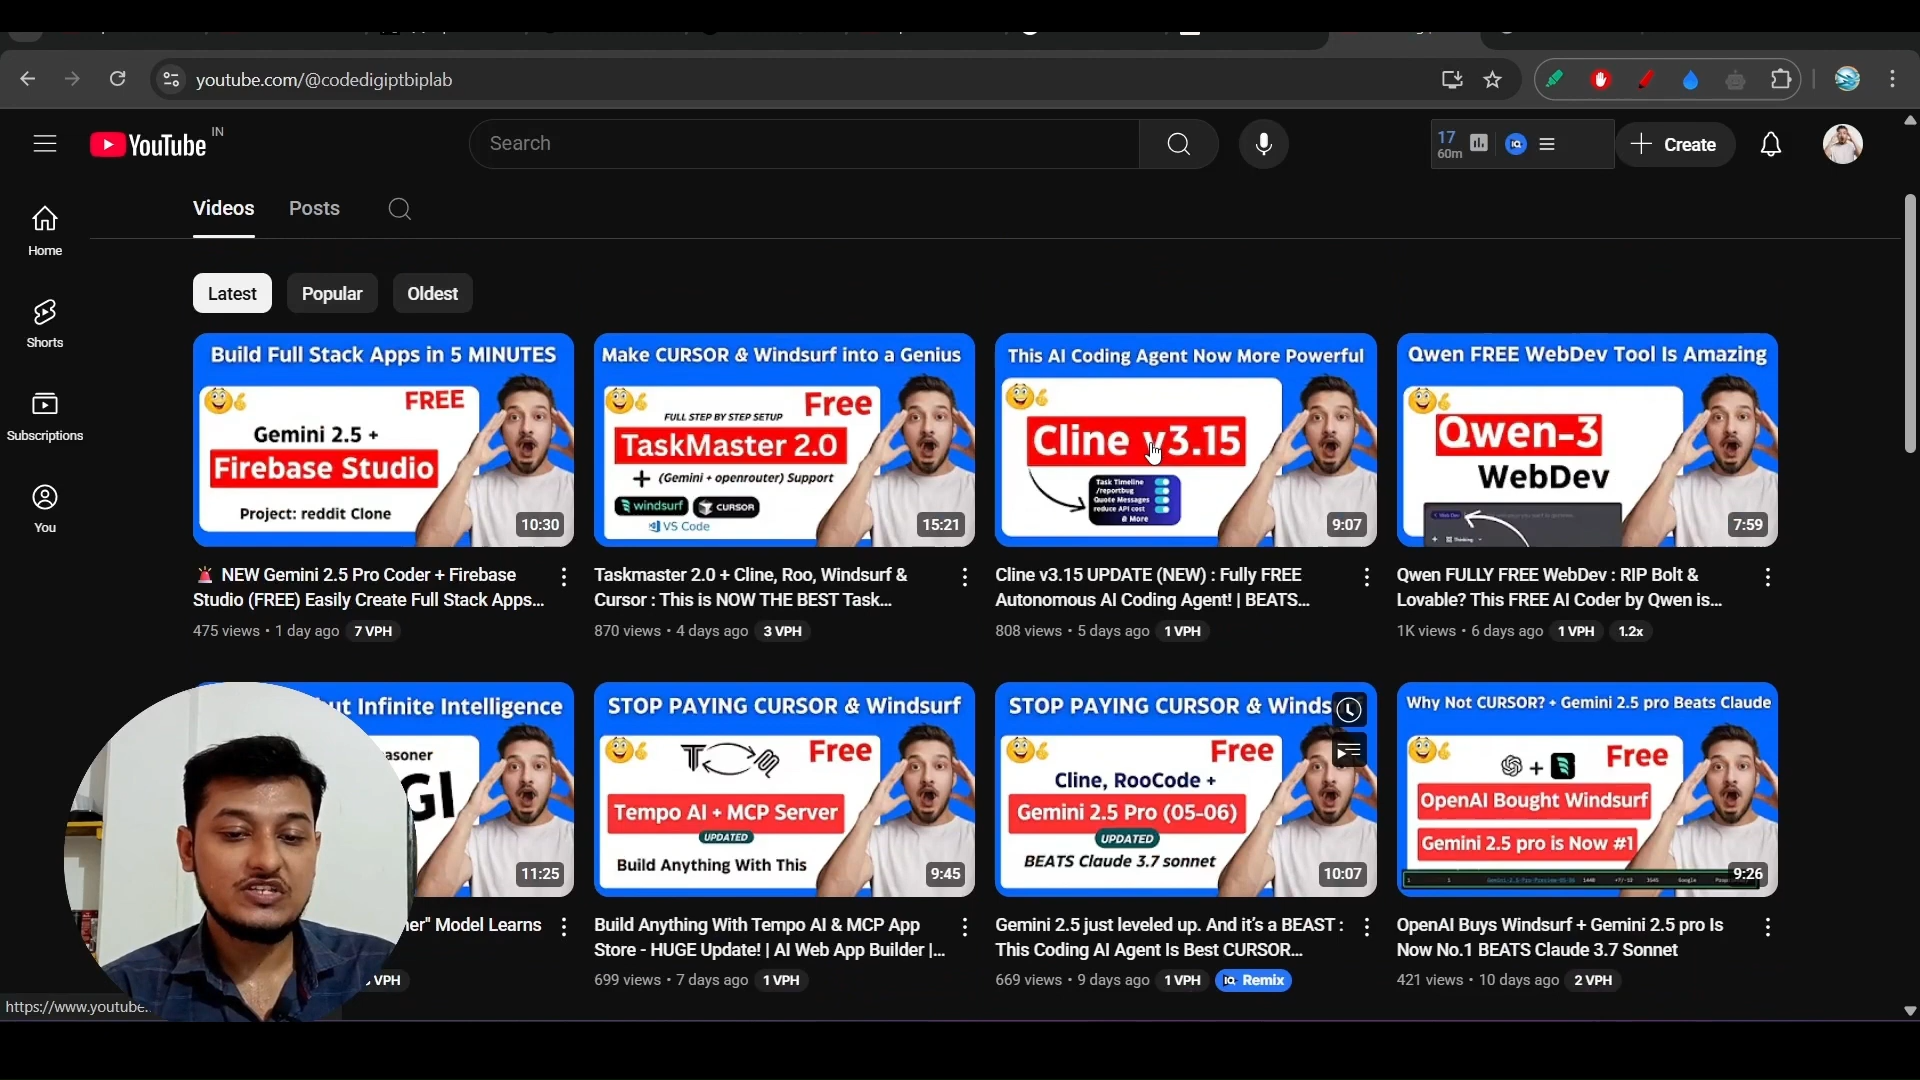 youtube.com/@codedigiptbiplab
YouTube IN
Search
17
60m
Create
Videos
Posts
Home
Shorts
Subscriptions
You
Latest
Popular
Oldest
Build Full Stack Apps in 5 MINUTES
FREE
Gemini 2.5 +
Firebase Studio
Project: reddit Clone
10:30
NEW Gemini 2.5 Pro Coder + Firebase
Studio (FREE) Easily Create Full Stack Apps...
475 views • 1 day ago
7 VPH
Make CURSOR & Windsurf into a Genius
FULL STEP BY STEP SETUP
Free
TaskMaster 2.0
+ (Gemini + openrouter) Support
windsurf
CURSOR
VS Code
15:21
Taskmaster 2.0 + Cline, Roo, Windsurf &
Cursor : This is NOW THE BEST Task...
870 views • 4 days ago
3 VPH
This AI Coding Agent Now More Powerful
Cline v3.15
Task Timeline
/reportbug
Quote Messages
reduce API cost
& More
9:07
Cline v3.15 UPDATE (NEW) : Fully FREE
Autonomous AI Coding Agent! | BEATS...
808 views • 5 days ago
1 VPH
Qwen FREE WebDev Tool Is Amazing
Qwen-3
WebDev
Web Dev
Thinking
7:59
Qwen FULLY FREE WebDev : RIP Bolt &
Lovable? This FREE AI Coder by Qwen is...
1K views • 6 days ago
1 VPH
1.2x
ut Infinite Intelligence
asoner
GI
11:25
her" Model Learns
VPH
STOP PAYING CURSOR & Windsurf
Free
Tempo AI + MCP Server
UPDATED
Build Anything With This
9:45
Build Anything With Tempo AI & MCP App
Store - HUGE Update! | AI Web App Builder |...
699 views • 7 days ago
1 VPH
STOP PAYING CURSOR & Winds
Free
Cline, RooCode +
Gemini 2.5 Pro (05-06)
UPDATED
BEATS Claude 3.7 sonnet
10:07
Gemini 2.5 just leveled up. And it's a BEAST :
This Coding AI Agent Is Best CURSOR...
669 views • 9 days ago
1 VPH
Remix
Why Not CURSOR? + Gemini 2.5 pro Beats Claude
Free
OpenAI Bought Windsurf
Gemini 2.5 pro is Now #1
9:26
OpenAI Buys Windsurf + Gemini 2.5 pro Is
Now No.1 BEATS Claude 3.7 Sonnet
421 views • 10 days ago
2 VPH
https://www.youtube.